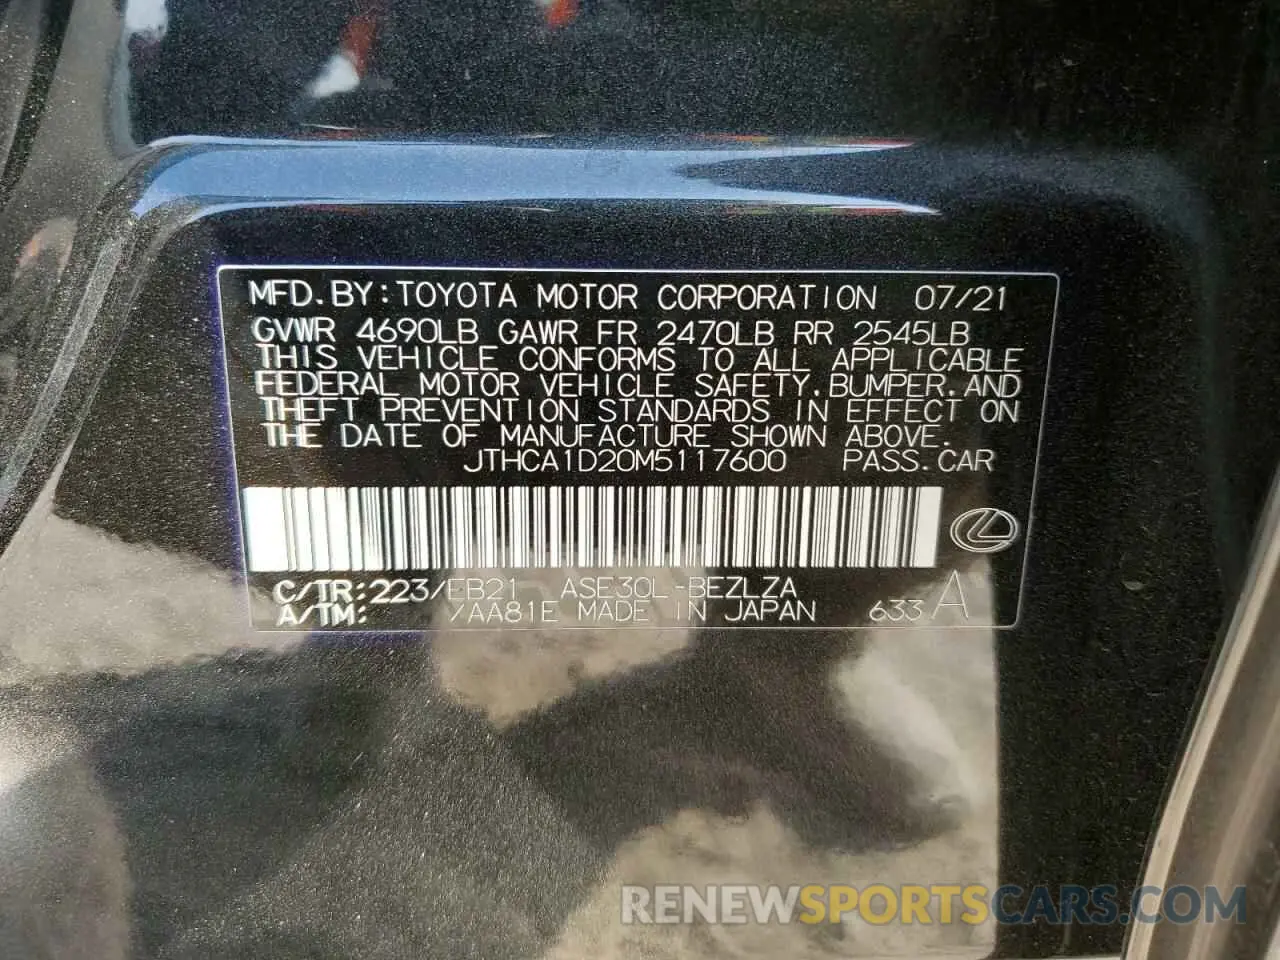 MFD.BY:TOYOTA MOTOR CORPORATION 07/21
GVWR 4690LB GAWR FR 2470LB RR 2545LB
THIS VEHICLE CONFORMS TO ALL APPLICABLE
FEDERAL MOTOR VEHICLE SAFETY,BUMPER,AND
THEFT PREVENTION STANDARDS IN EFFECT ON
THE DATE OF MANUFACTURE SHOWN ABOVE.
JTHCA1D20M5117600 PASS.CAR
C/TR:223/EB21 ASE30L-BEZLZA
A/TM: /AA81E MADE IN JAPAN 633 A
RENEWSPORTSCARS.COM